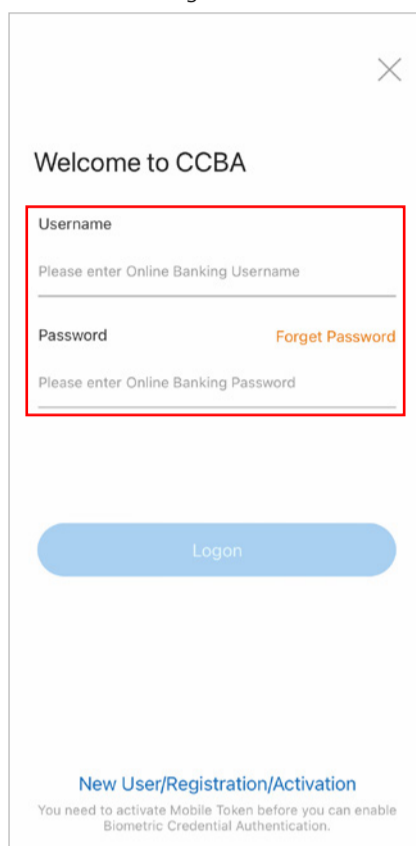 Welcome to CCBA
Username
Please enter Online Banking Username
Password Forget Password
Please enter Online Banking Password
Logon
New User/Registration/Activation
You need to activate Mobile Token before you can enable
Biometric Credential Authentication.